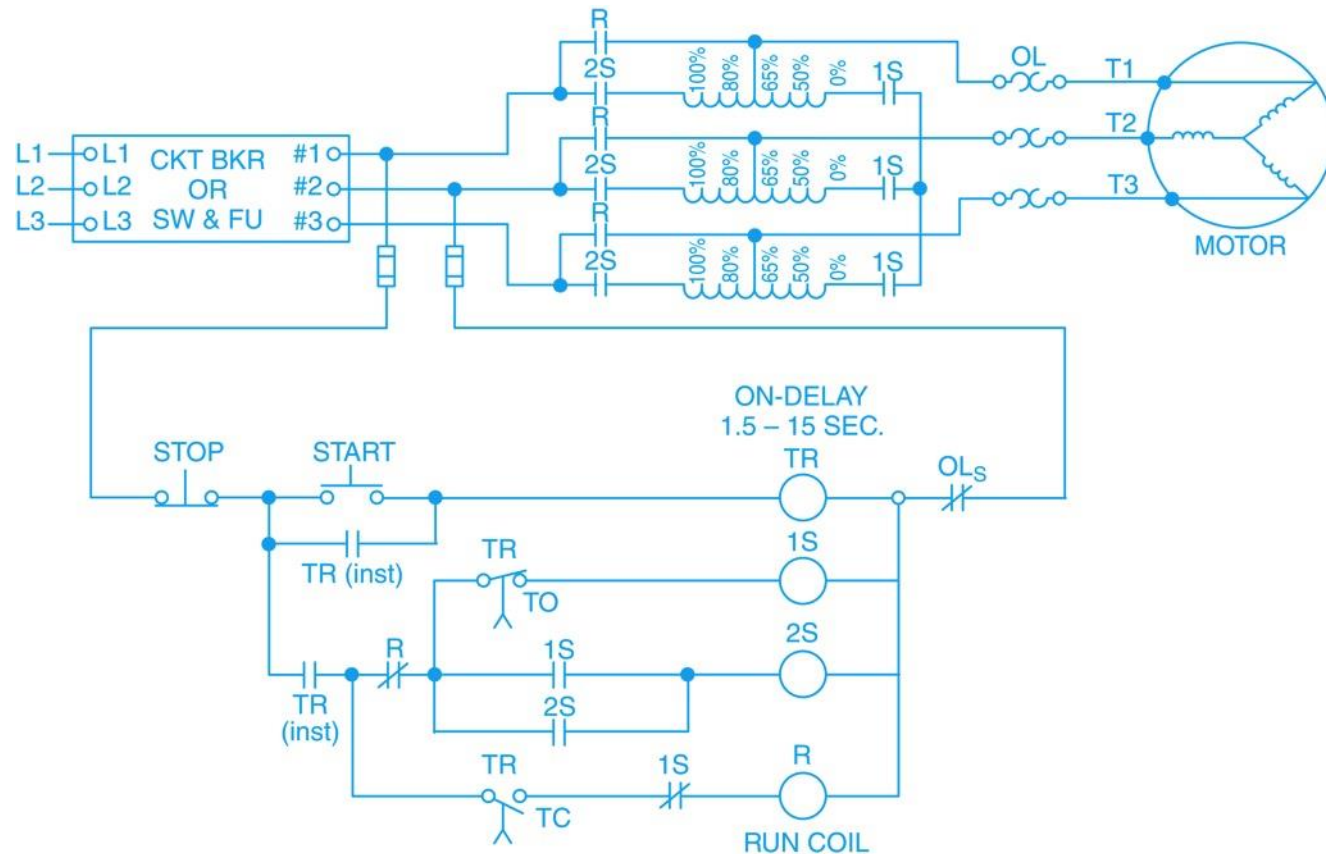 R
2S
100% 80% 65% 50% 0%
1S
OL
T1
R
2S
100% 80% 65% 50% 0%
1S
T2
R
2S
100% 80% 65% 50% 0%
1S
T3
MOTOR
L1 L1 CKT BKR #1
L2 L2 OR #2
L3 L3 SW & FU #3
ON-DELAY
1.5 – 15 SEC.
STOP
START
TR
OLS
TR (inst)
TR
TO
1S
R
1S
2S
TR
(inst)
2S
TR
TC
1S
R
RUN COIL